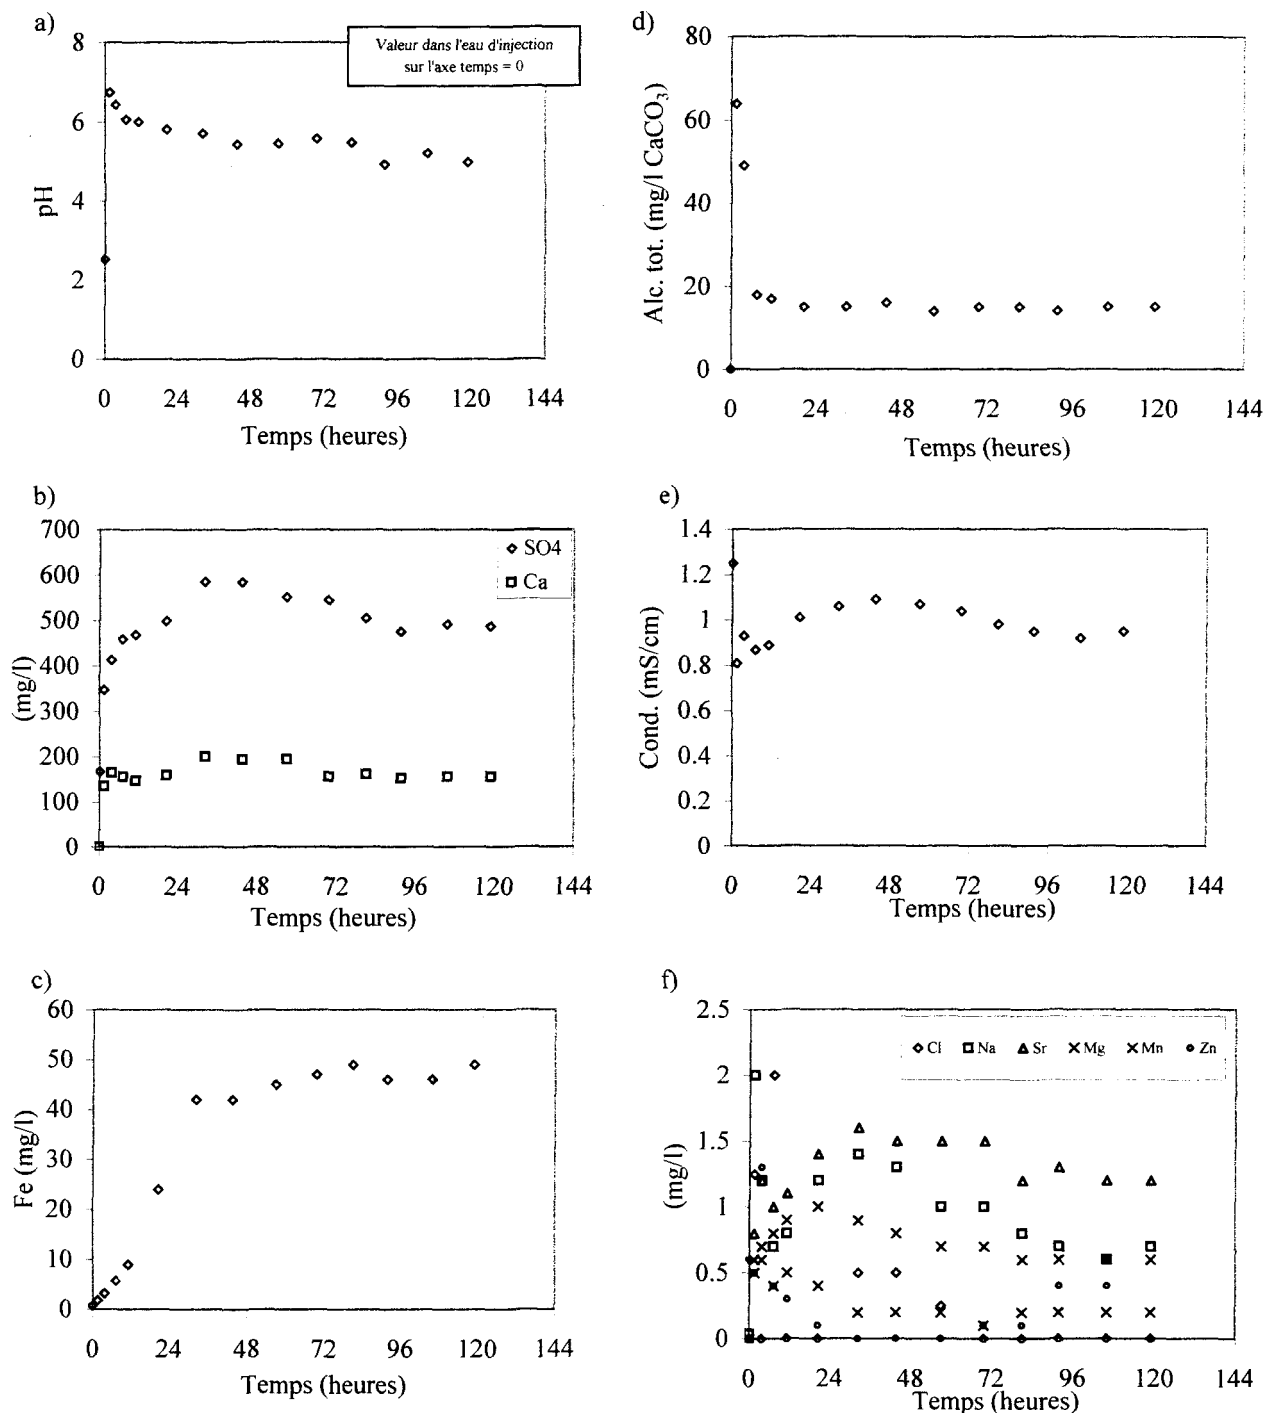 a)
Valeur dans l'eau d'injection
sur l'axe temps = 0
8
6
4
2
0
pH
0 24 48 72 96 120 144
Temps (heures)
d)
80
60
40
20
0
Alc. tot. (mg/l CaCO3)
0 24 48 72 96 120 144
Temps (heures)
b)
700
600
500
400
300
200
100
0
(mg/l)
SO4
Ca
0 24 48 72 96 120 144
Temps (heures)
e)
1.4
1.2
1
0.8
0.6
0.4
0.2
0
Cond. (mS/cm)
0 24 48 72 96 120 144
Temps (heures)
c)
60
50
40
30
20
10
0
Fe (mg/l)
0 24 48 72 96 120 144
Temps (heures)
f)
2.5
2
1.5
1
0.5
0
(mg/l)
Cl Na Sr Mg Mn Zn
0 24 48 72 96 120 144
Temps (heures)